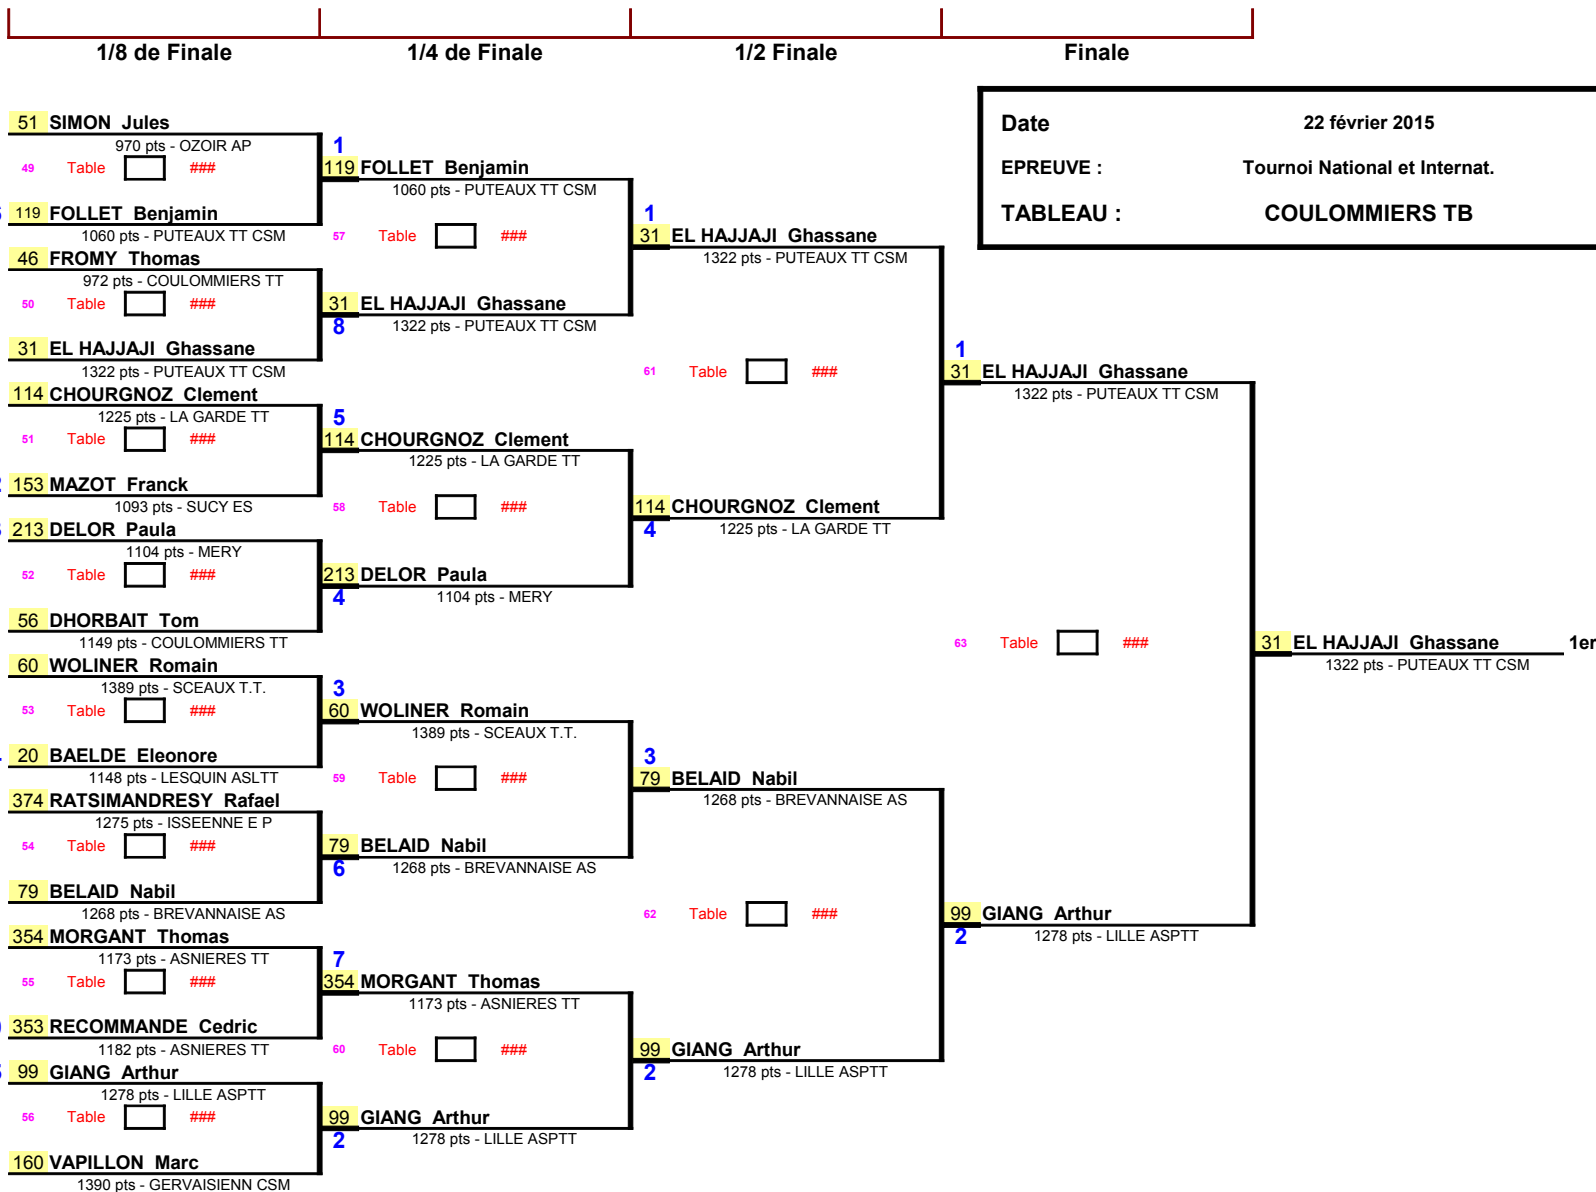 1/8 de Finale
1/4 de Finale
1/2 Finale
Finale
Date 22 février 2015
EPREUVE : Tournoi National et Internat.
TABLEAU : COULOMMIERS TB
51 SIMON Jules
970 pts - OZOIR AP
49 Table ###
119 FOLLET Benjamin
1060 pts - PUTEAUX TT CSM
46 FROMY Thomas
972 pts - COULOMMIERS TT
50 Table ###
31 EL HAJJAJI Ghassane
1322 pts - PUTEAUX TT CSM
114 CHOURGNOZ Clement
1225 pts - LA GARDE TT
51 Table ###
153 MAZOT Franck
1093 pts - SUCY ES
213 DELOR Paula
1104 pts - MERY
52 Table ###
56 DHORBAIT Tom
1149 pts - COULOMMIERS TT
60 WOLINER Romain
1389 pts - SCEAUX T.T.
53 Table ###
20 BAELDE Eleonore
1148 pts - LESQUIN ASLTT
374 RATSIMANDRESY Rafael
1275 pts - ISSEENNE E P
54 Table ###
79 BELAID Nabil
1268 pts - BREVANNAISE AS
354 MORGANT Thomas
1173 pts - ASNIERES TT
55 Table ###
353 RECOMMANDE Cedric
1182 pts - ASNIERES TT
99 GIANG Arthur
1278 pts - LILLE ASPTT
56 Table ###
160 VAPILLON Marc
1390 pts - GERVAISIENN CSM
1
119 FOLLET Benjamin
1060 pts - PUTEAUX TT CSM
57 Table ###
31 EL HAJJAJI Ghassane
8
1322 pts - PUTEAUX TT CSM
5
114 CHOURGNOZ Clement
1225 pts - LA GARDE TT
58 Table ###
213 DELOR Paula
4
1104 pts - MERY
3
60 WOLINER Romain
1389 pts - SCEAUX T.T.
59 Table ###
79 BELAID Nabil
6
1268 pts - BREVANNAISE AS
7
354 MORGANT Thomas
1173 pts - ASNIERES TT
60 Table ###
99 GIANG Arthur
2
1278 pts - LILLE ASPTT
1
31 EL HAJJAJI Ghassane
1322 pts - PUTEAUX TT CSM
61 Table ###
114 CHOURGNOZ Clement
4
1225 pts - LA GARDE TT
3
79 BELAID Nabil
1268 pts - BREVANNAISE AS
62 Table ###
99 GIANG Arthur
2
1278 pts - LILLE ASPTT
1
31 EL HAJJAJI Ghassane
1322 pts - PUTEAUX TT CSM
63 Table ###
99 GIANG Arthur
2
1278 pts - LILLE ASPTT
31 EL HAJJAJI Ghassane 1er
1322 pts - PUTEAUX TT CSM